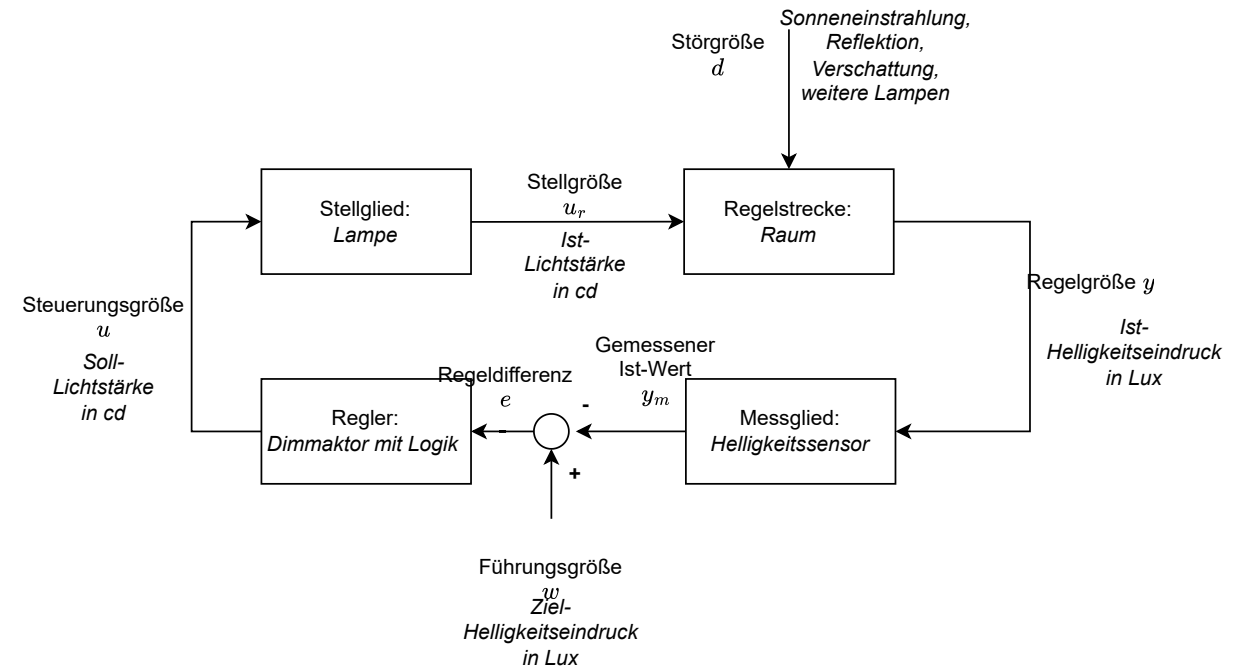 Sonneneinstrahlung,
Reflektion,
Verschattung,
weitere Lampen
Störgröße
d
Stellglied:
Lampe
Stellgröße
u_r
Ist-
Lichtstärke
in cd
Regelstrecke:
Raum
Regelgröße y
Ist-
Helligkeitseindruck
in Lux
Steuerungsgröße
u
Soll-
Lichtstärke
in cd
Regler:
Dimmaktor mit Logik
Regeldifferenz
e
-
-
+
Gemessener
Ist-Wert
y_m
Messglied:
Helligkeitssensor
Führungsgröße
w
Ziel-
Helligkeitseindruck
in Lux